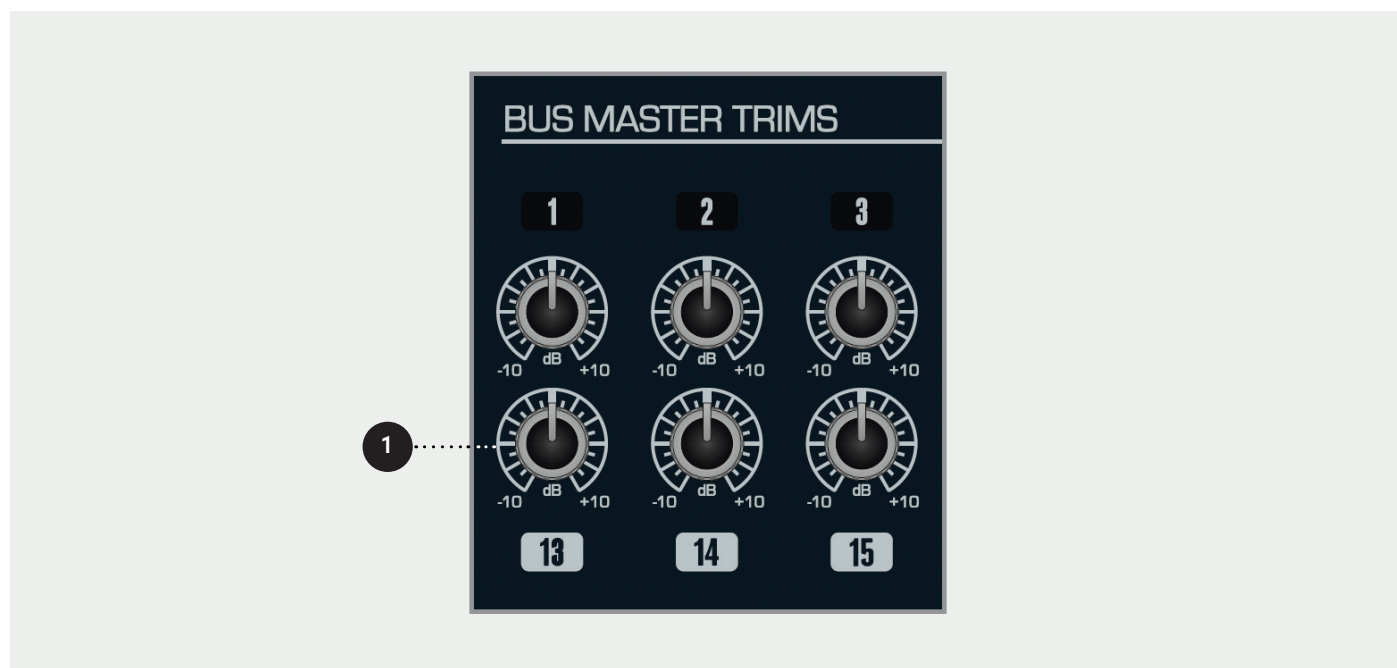 BUS MASTER TRIMS
1 2 3
dB dB dB
-10 +10 -10 +10 -10 +10
1
dB dB dB
-10 +10 -10 +10 -10 +10
13 14 15